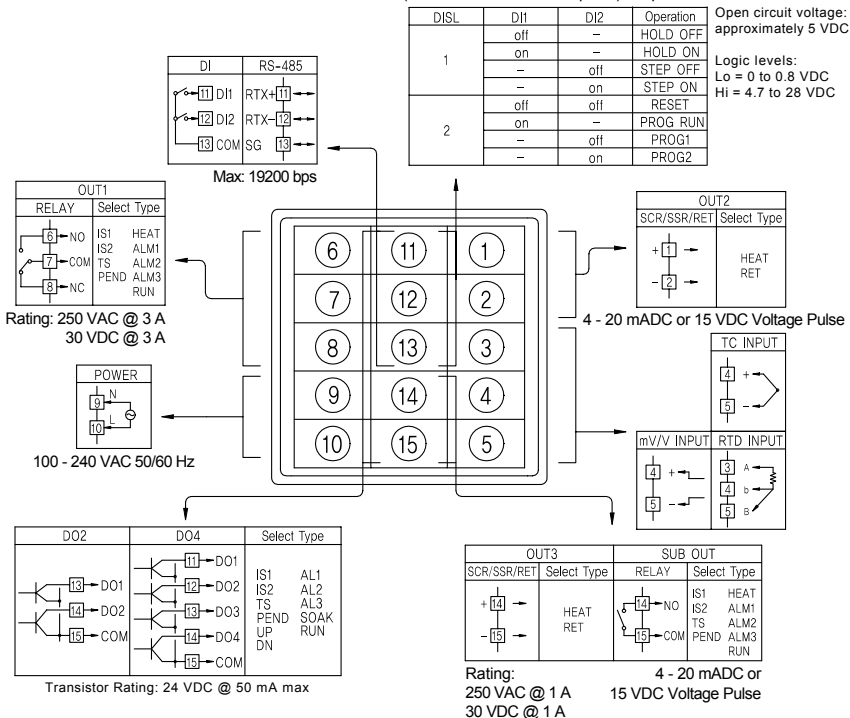 DISL DI1 DI2 Operation
1 off – HOLD OFF
on – HOLD ON
– off STEP OFF
– on STEP ON
2 off off RESET
on – PROG RUN
– off PROG1
– on PROG2
Open circuit voltage:
approximately 5 VDC
Logic levels:
Lo = 0 to 0.8 VDC
Hi = 4.7 to 28 VDC
DI RS-485
11 DI1 RTX+ 11
12 DI2 RTX- 12
13 COM SG 13
Max: 19200 bps
OUT1
RELAY Select Type
6 NO
7 COM
8 NC
IS1 HEAT
IS2 ALM1
TS ALM2
PEND ALM3
RUN
Rating: 250 VAC @ 3 A
30 VDC @ 3 A
POWER
9 N
10 L
100 - 240 VAC 50/60 Hz
6 11 1
7 12 2
8 13 3
9 14 4
10 15 5
OUT2
SCR/SSR/RET Select Type
+ 1
- 2
HEAT
RET
4 - 20 mADC or 15 VDC Voltage Pulse
TC INPUT
4 +
5 -
mV/V INPUT RTD INPUT
4 +
5 -
3 A
4 b
5 B
DO2 DO4 Select Type
13 DO1
14 DO2
15 COM
11 DO1
12 DO2
13 DO3
14 DO4
15 COM
IS1 AL1
IS2 AL2
TS AL3
PEND SOAK
UP RUN
DN
Transistor Rating: 24 VDC @ 50 mA max
OUT3 SUB OUT
SCR/SSR/RET Select Type RELAY Select Type
+ 14
- 15
HEAT
RET
14 NO
15 COM
IS1 HEAT
IS2 ALM1
TS ALM2
PEND ALM3
RUN
Rating:
250 VAC @ 1 A
30 VDC @ 1 A
4 - 20 mADC or
15 VDC Voltage Pulse